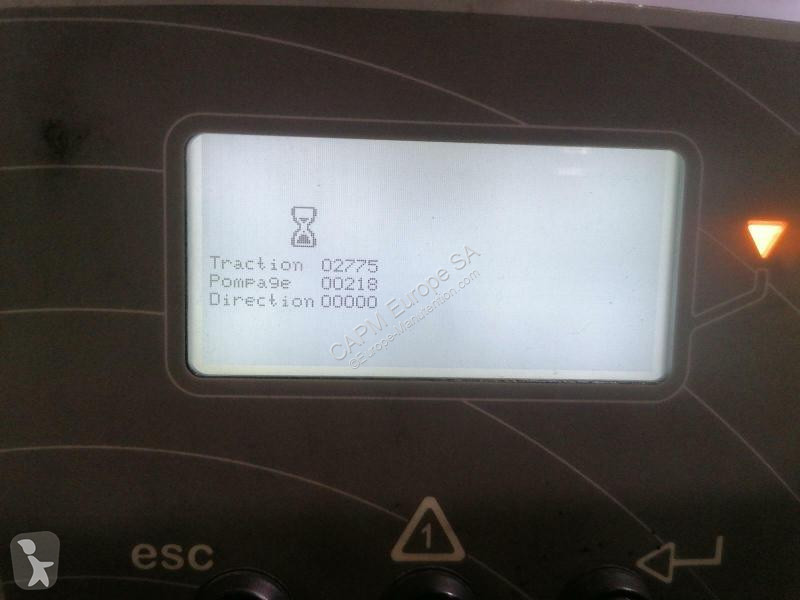 Traction 02775
Pompage 00218
Direction 00000
CAPM Europe SA
©Europe-Manutention.com
esc
1